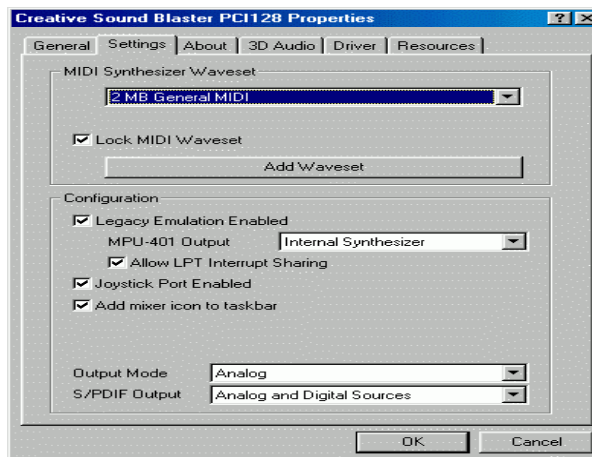 Creative Sound Blaster PCI128 Properties
General Settings About 3D Audio Driver Resources
MIDI Synthesizer Waveset
2 MB General MIDI
Lock MIDI Waveset
Add Waveset
Configuration
Legacy Emulation Enabled
MPU-401 Output Internal Synthesizer
Allow LPT Interrupt Sharing
Joystick Port Enabled
Add mixer icon to taskbar
Output Mode Analog
S/PDIF Output Analog and Digital Sources
OK Cancel